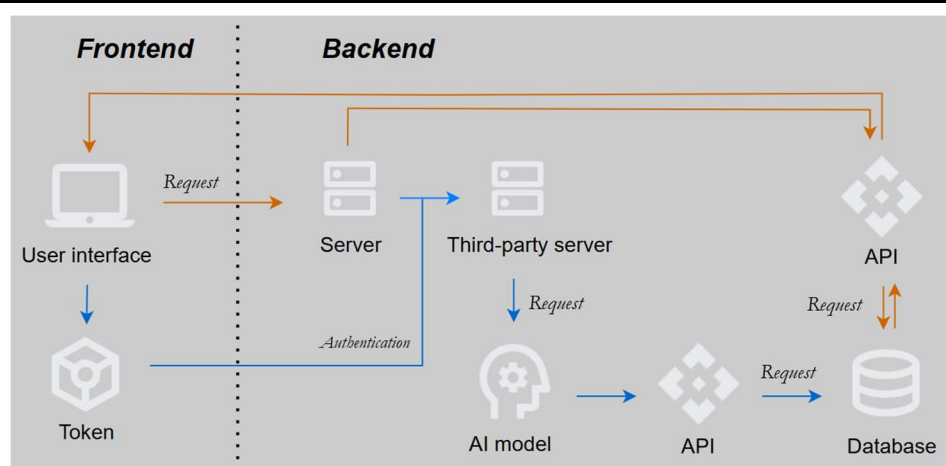 Frontend
Backend
Request
User interface
Server
Third-party server
API
Request
Request
Authentication
Request
Token
AI model
API
Database